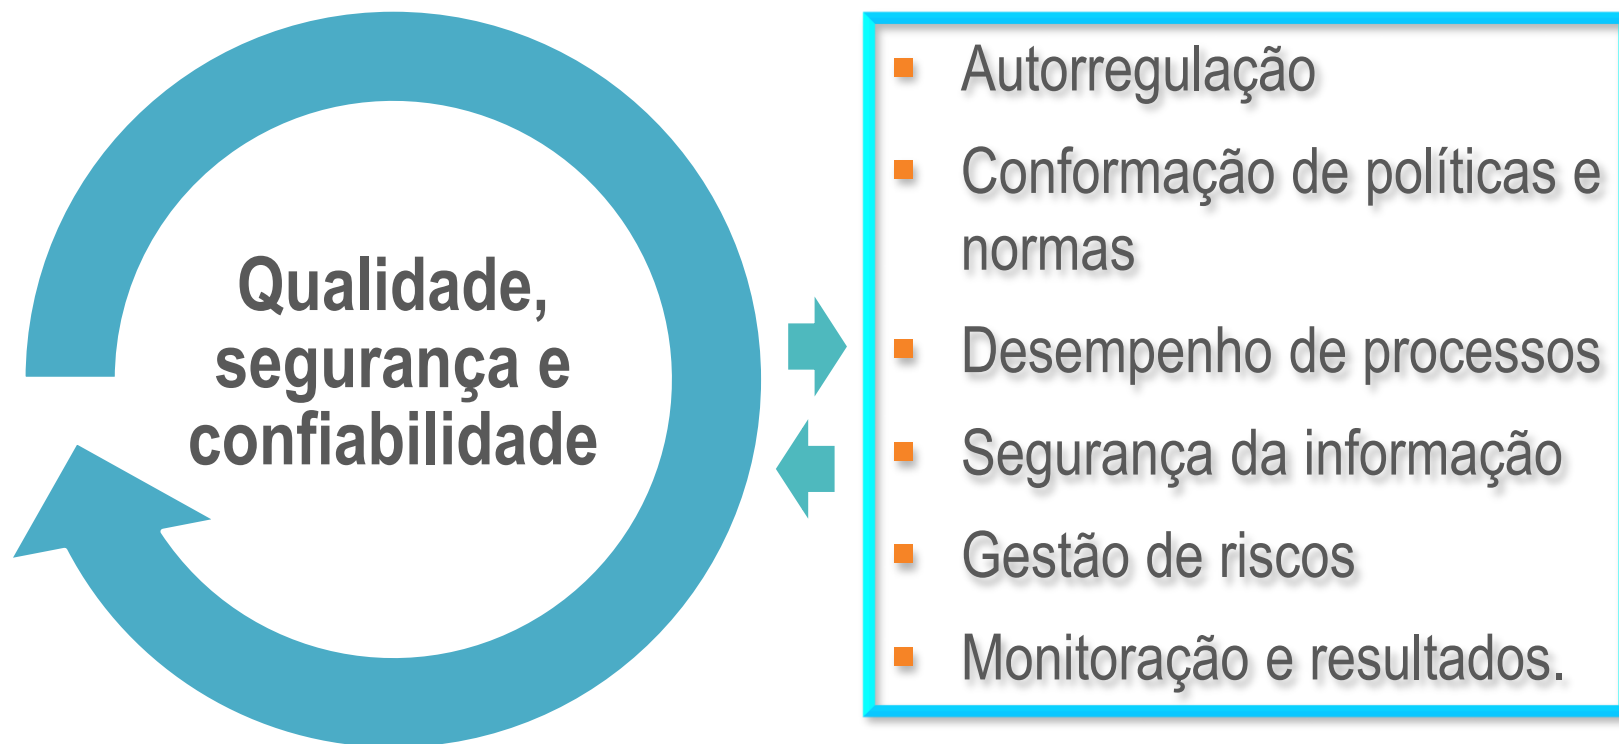 Qualidade,
segurança e
confiabilidade
Autorregulação
Conformação de políticas e
normas
Desempenho de processos
Segurança da informação
Gestão de riscos
Monitoração e resultados.